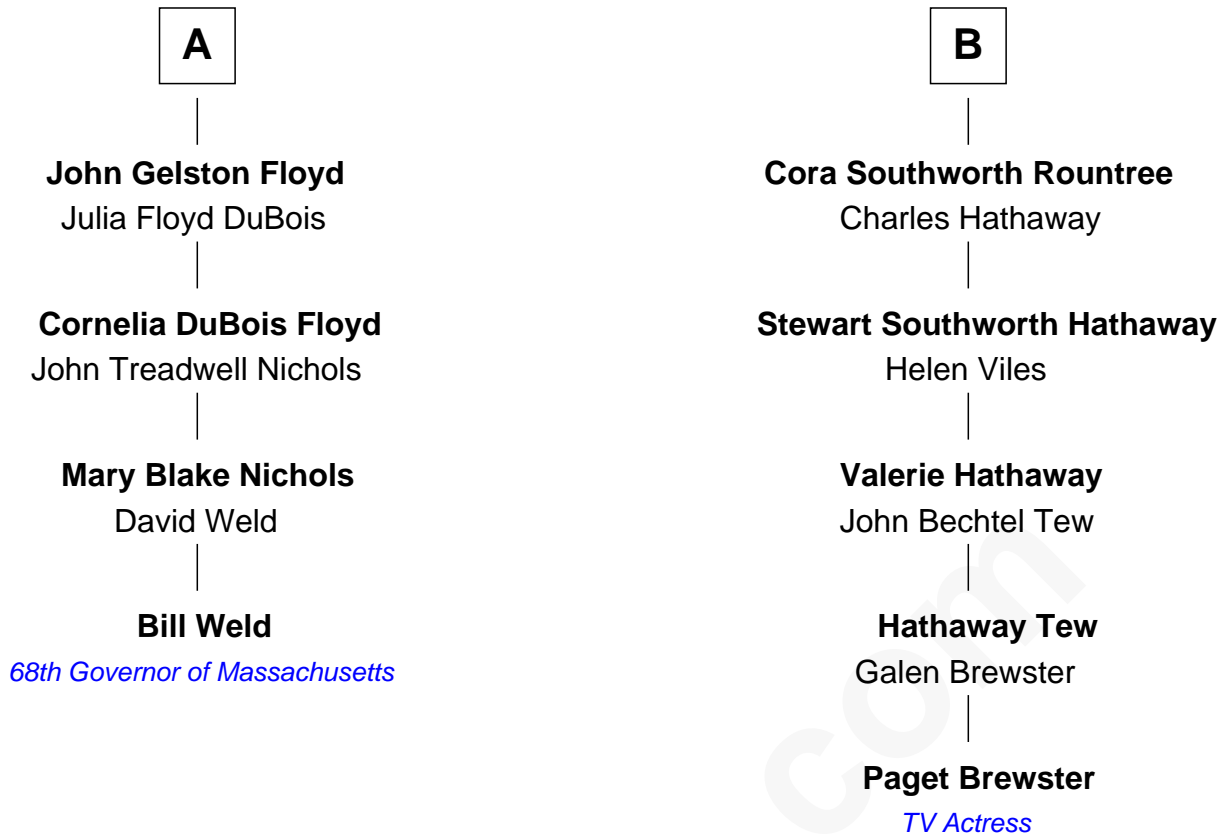 A
John Gelston Floyd
Julia Floyd DuBois
Cornelia DuBois Floyd
John Treadwell Nichols
Mary Blake Nichols
David Weld
Bill Weld
68th Governor of Massachusetts
B
Cora Southworth Rountree
Charles Hathaway
Stewart Southworth Hathaway
Helen Viles
Valerie Hathaway
John Bechtel Tew
Hathaway Tew
Galen Brewster
Paget Brewster
TV Actress
com